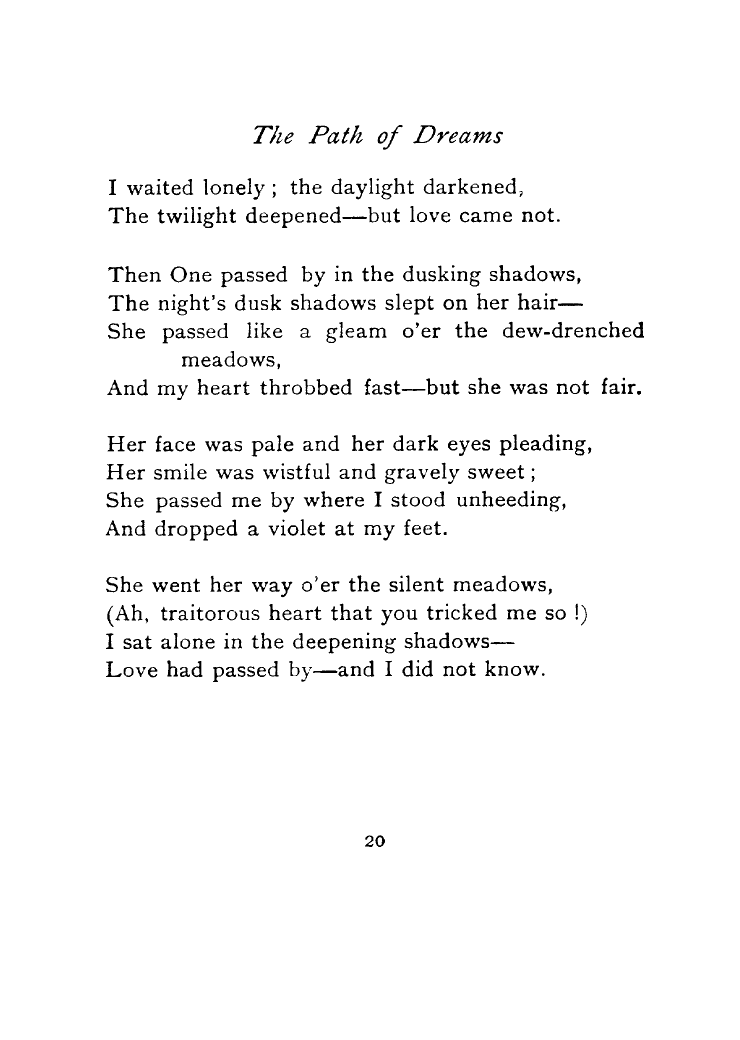 The Path of Dreams
I waited lonely ; the daylight darkened,
The twilight deepened—but love came not.
Then One passed by in the dusking shadows,
The night's dusk shadows slept on her hair—
She passed like a gleam o'er the dew-drenched
meadows,
And my heart throbbed fast—but she was not fair.
Her face was pale and her dark eyes pleading,
Her smile was wistful and gravely sweet ;
She passed me by where I stood unheeding,
And dropped a violet at my feet.
She went her way o'er the silent meadows,
(Ah, traitorous heart that you tricked me so !)
I sat alone in the deepening shadows—
Love had passed by—and I did not know.
20